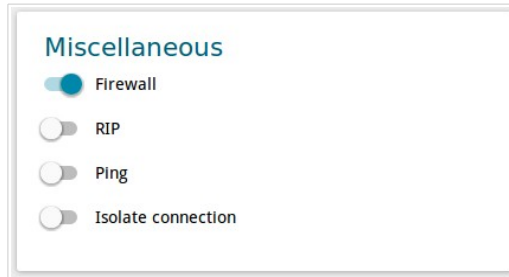 Miscellaneous
Firewall
RIP
Ping
Isolate connection